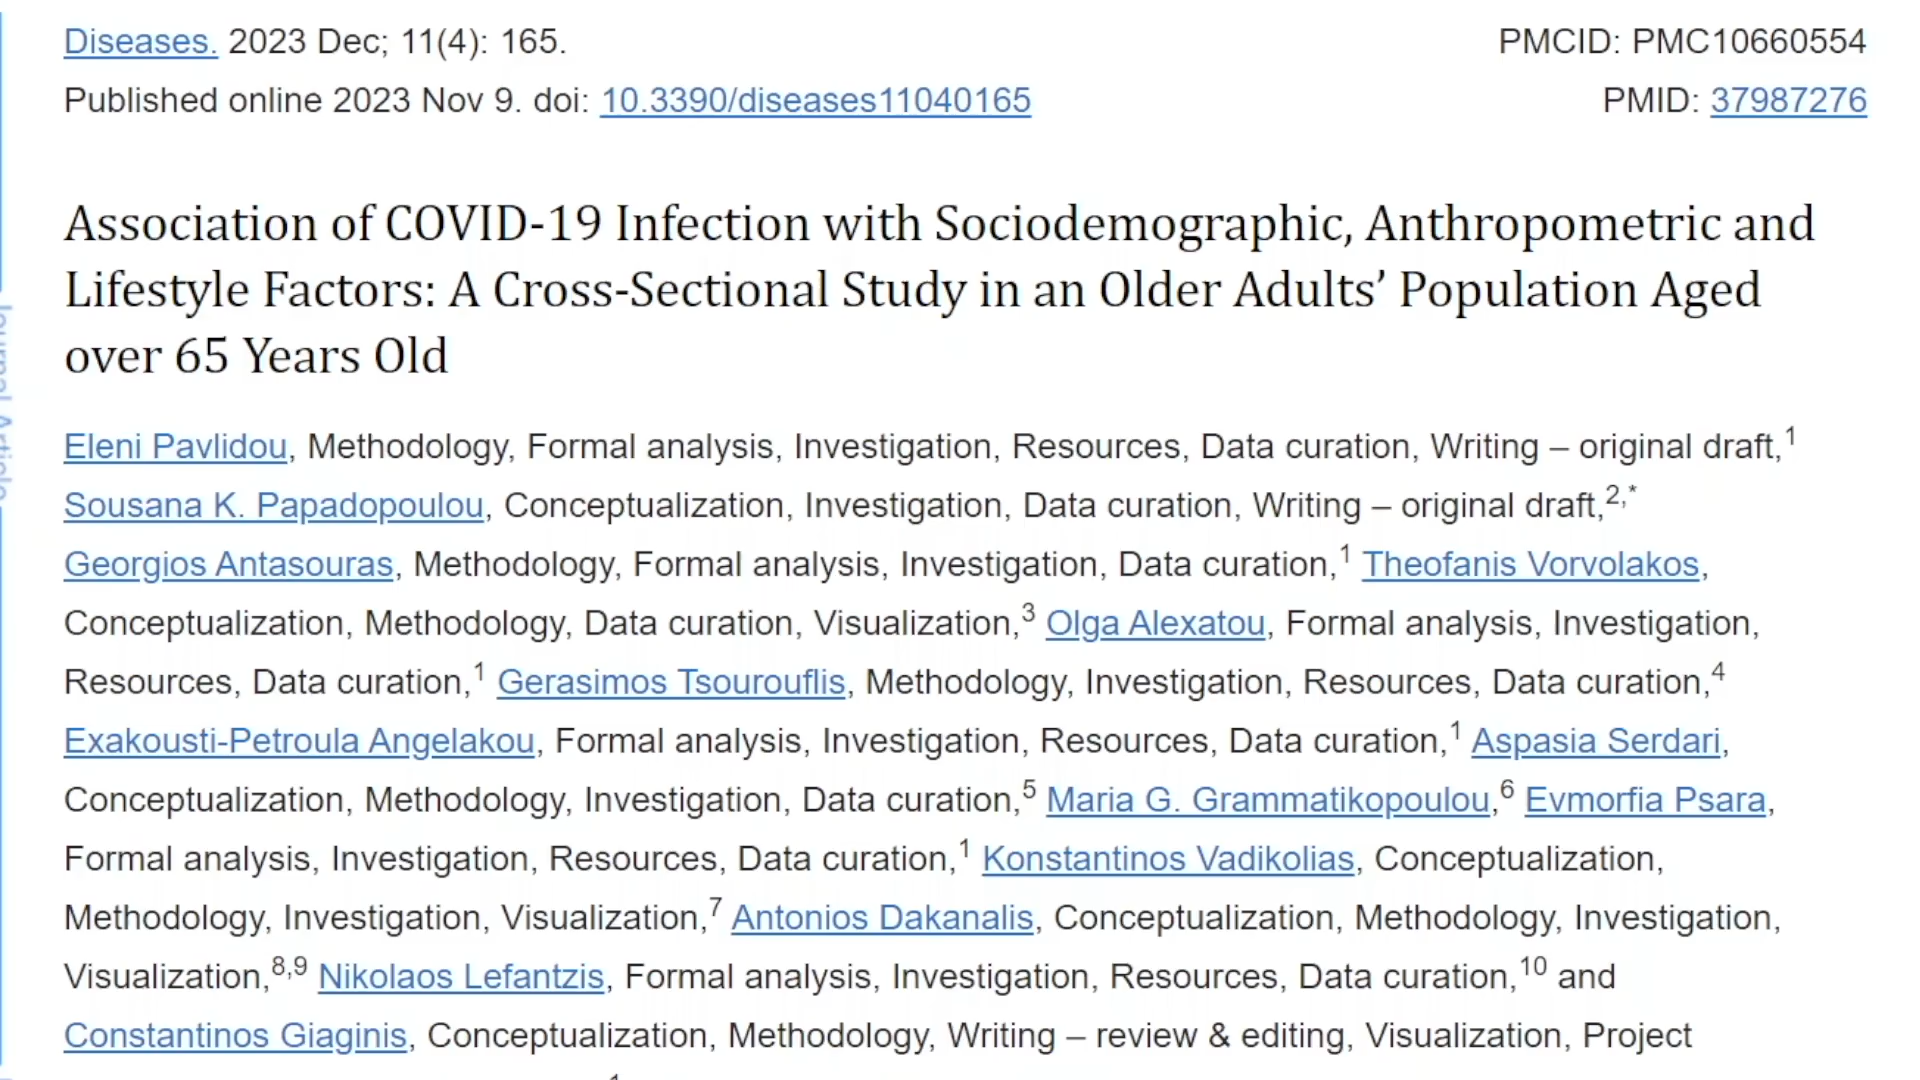 Diseases. 2023 Dec; 11(4): 165.
PMCID: PMC10660554
Published online 2023 Nov 9. doi: 10.3390/diseases11040165
PMID: 37987276
Association of COVID-19 Infection with Sociodemographic, Anthropometric and
Lifestyle Factors: A Cross-Sectional Study in an Older Adults’ Population Aged
over 65 Years Old
Eleni Pavlidou, Methodology, Formal analysis, Investigation, Resources, Data curation, Writing – original draft,1
Sousana K. Papadopoulou, Conceptualization, Investigation, Data curation, Writing – original draft,2,*
Georgios Antasouras, Methodology, Formal analysis, Investigation, Data curation,1 Theofanis Vorvolakos,
Conceptualization, Methodology, Data curation, Visualization,3 Olga Alexatou, Formal analysis, Investigation,
Resources, Data curation,1 Gerasimos Tsourouflis, Methodology, Investigation, Resources, Data curation,4
Exakousti-Petroula Angelakou, Formal analysis, Investigation, Resources, Data curation,1 Aspasia Serdari,
Conceptualization, Methodology, Investigation, Data curation,5 Maria G. Grammatikopoulou,6 Evmorfia Psara,
Formal analysis, Investigation, Resources, Data curation,1 Konstantinos Vadikolias, Conceptualization,
Methodology, Investigation, Visualization,7 Antonios Dakanalis, Conceptualization, Methodology, Investigation,
Visualization,8,9 Nikolaos Lefantzis, Formal analysis, Investigation, Resources, Data curation,10 and
Constantinos Giaginis, Conceptualization, Methodology, Writing – review & editing, Visualization, Project